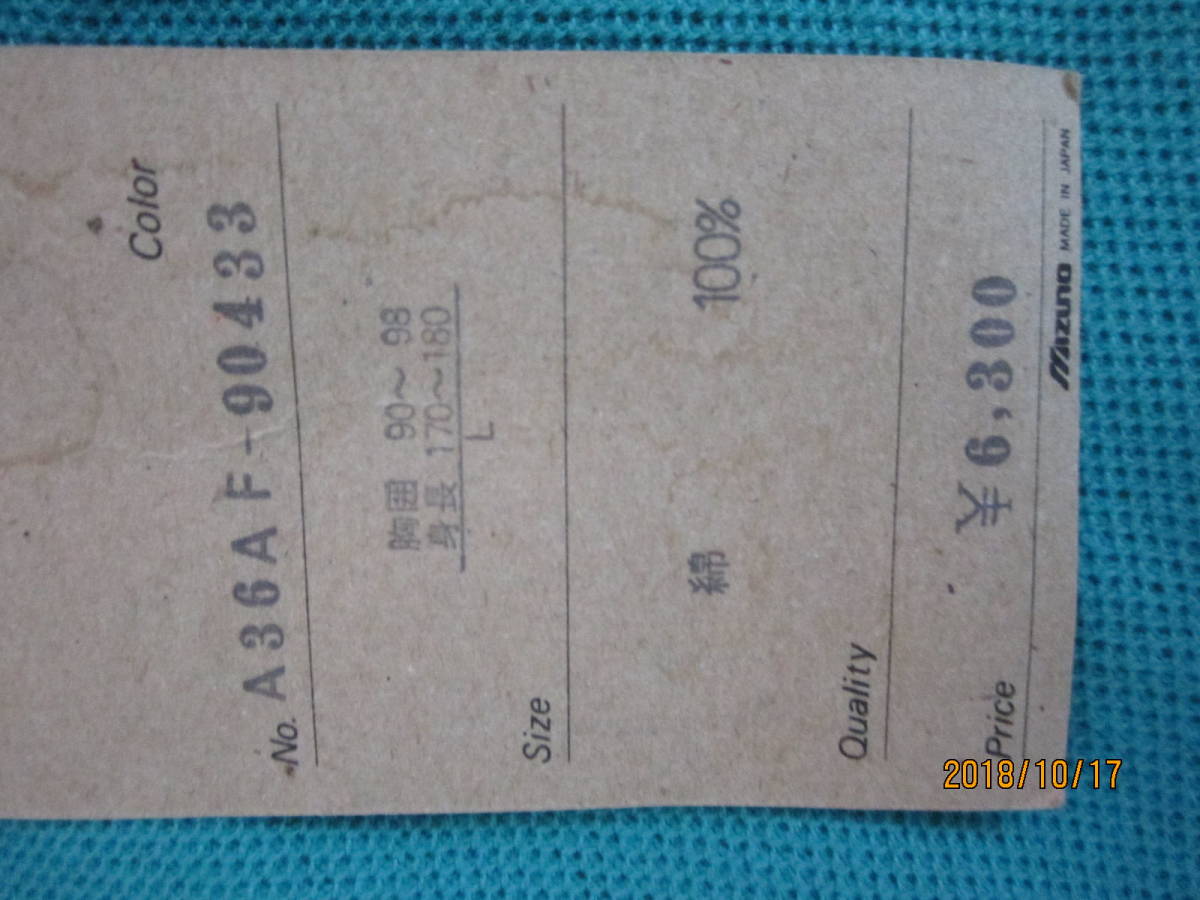 Color
No. A36AF-90433
胸囲 90〜98
身長 170〜180
L
Size
綿 100%
Quality
Price ¥6,300
Mizuno MADE IN JAPAN
2018/10/17